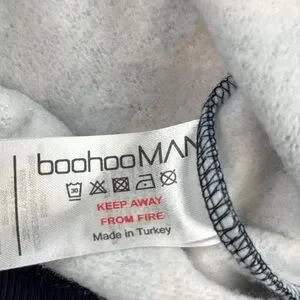 boohooMAN
30
KEEP AWAY
FROM FIRE
Made in Turkey